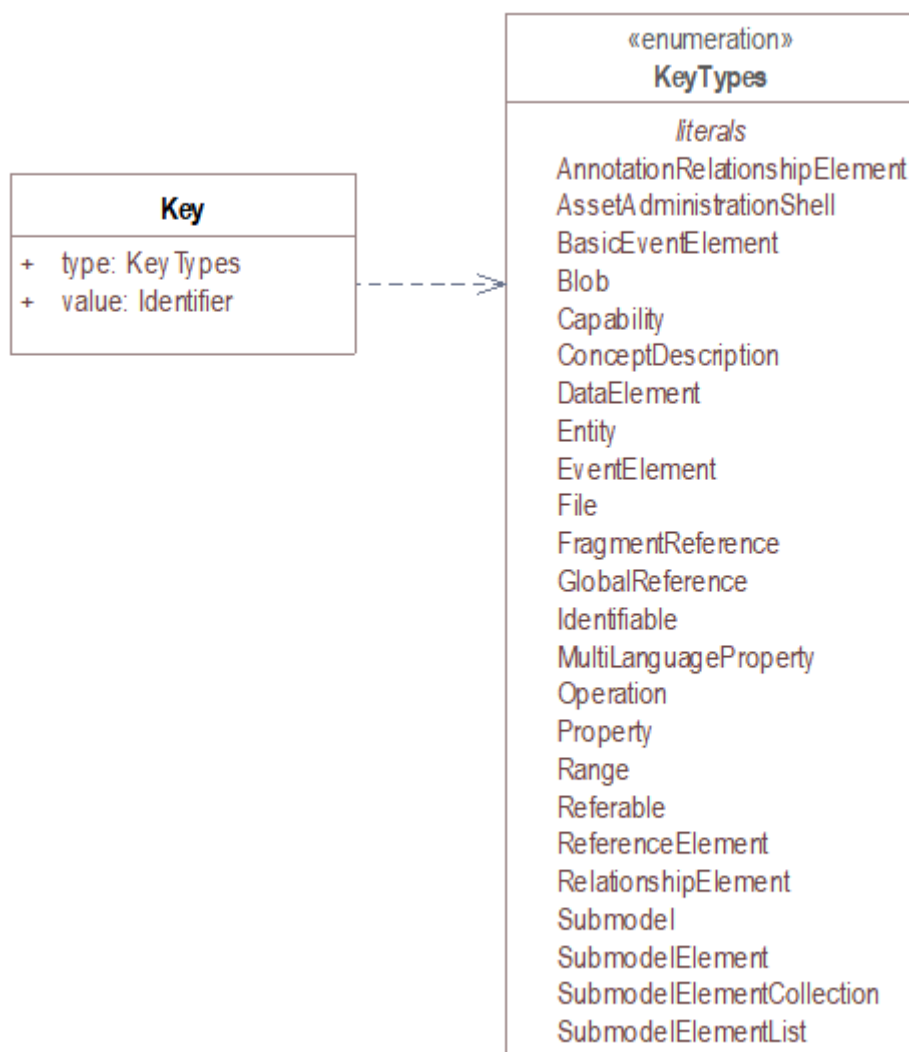 «enumeration»
KeyTypes
literals
AnnotationRelationshipElement
AssetAdministrationShell
BasicEventElement
Blob
Capability
ConceptDescription
DataElement
Entity
EventElement
File
FragmentReference
GlobalReference
Identifiable
MultiLanguageProperty
Operation
Property
Range
Referable
ReferenceElement
RelationshipElement
Submodel
SubmodelElement
SubmodelElementCollection
SubmodelElementList
Key
+ type: KeyTypes
+ value: Identifier